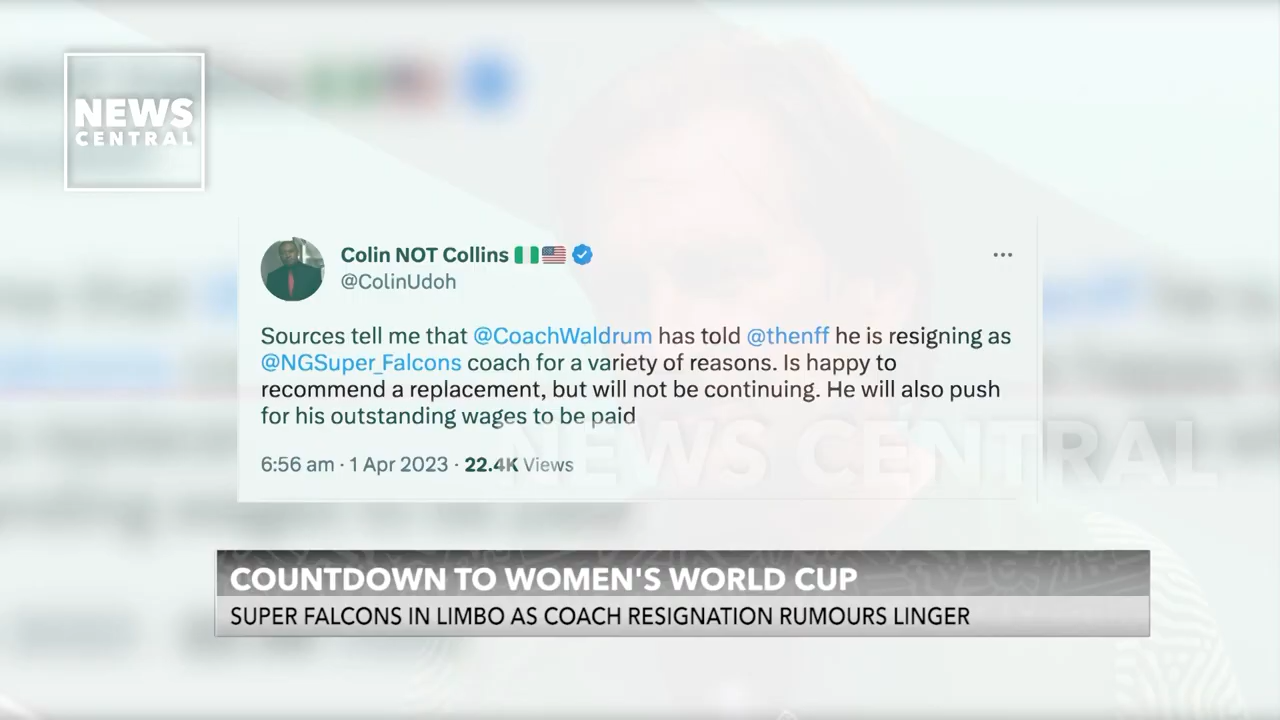 NEWS
CENTRAL
Colin NOT Collins 🇳🇬🇺🇸
@ColinUdoh
Sources tell me that @CoachWaldrum has told @thenff he is resigning as
@NGSuper_Falcons coach for a variety of reasons. Is happy to
recommend a replacement, but will not be continuing. He will also push
for his outstanding wages to be paid
6:56 am · 1 Apr 2023 · 22.4K Views
NEWS CENTRAL
COUNTDOWN TO WOMEN'S WORLD CUP
SUPER FALCONS IN LIMBO AS COACH RESIGNATION RUMOURS LINGER